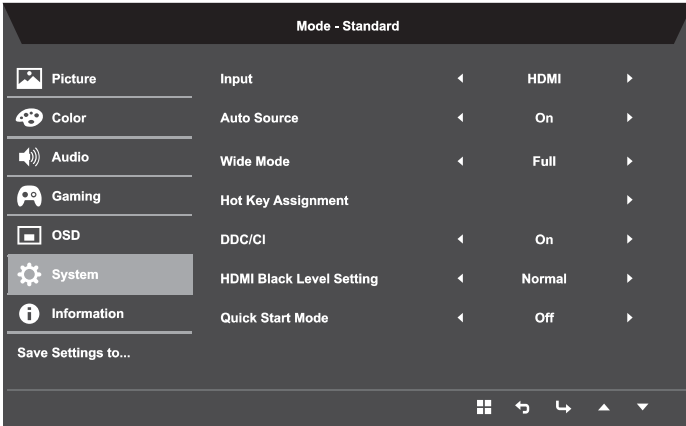 Mode - Standard
Picture
Input HDMI
Color
Auto Source On
Audio
Wide Mode Full
Gaming
Hot Key Assignment
OSD
DDC/CI On
System
HDMI Black Level Setting Normal
Information
Quick Start Mode Off
Save Settings to...